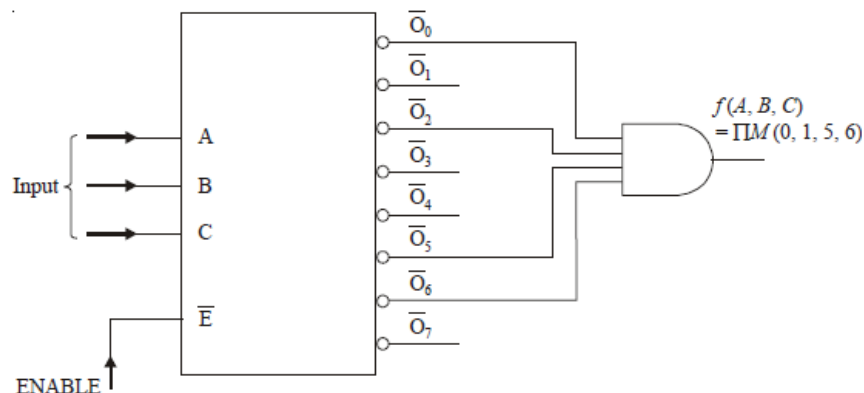 O̅₀
O̅₁
O̅₂
O̅₃
O̅₄
O̅₅
O̅₆
O̅₇
Input
A
B
C
E̅
ENABLE
f(A, B, C)
= ΠM (0, 1, 5, 6)